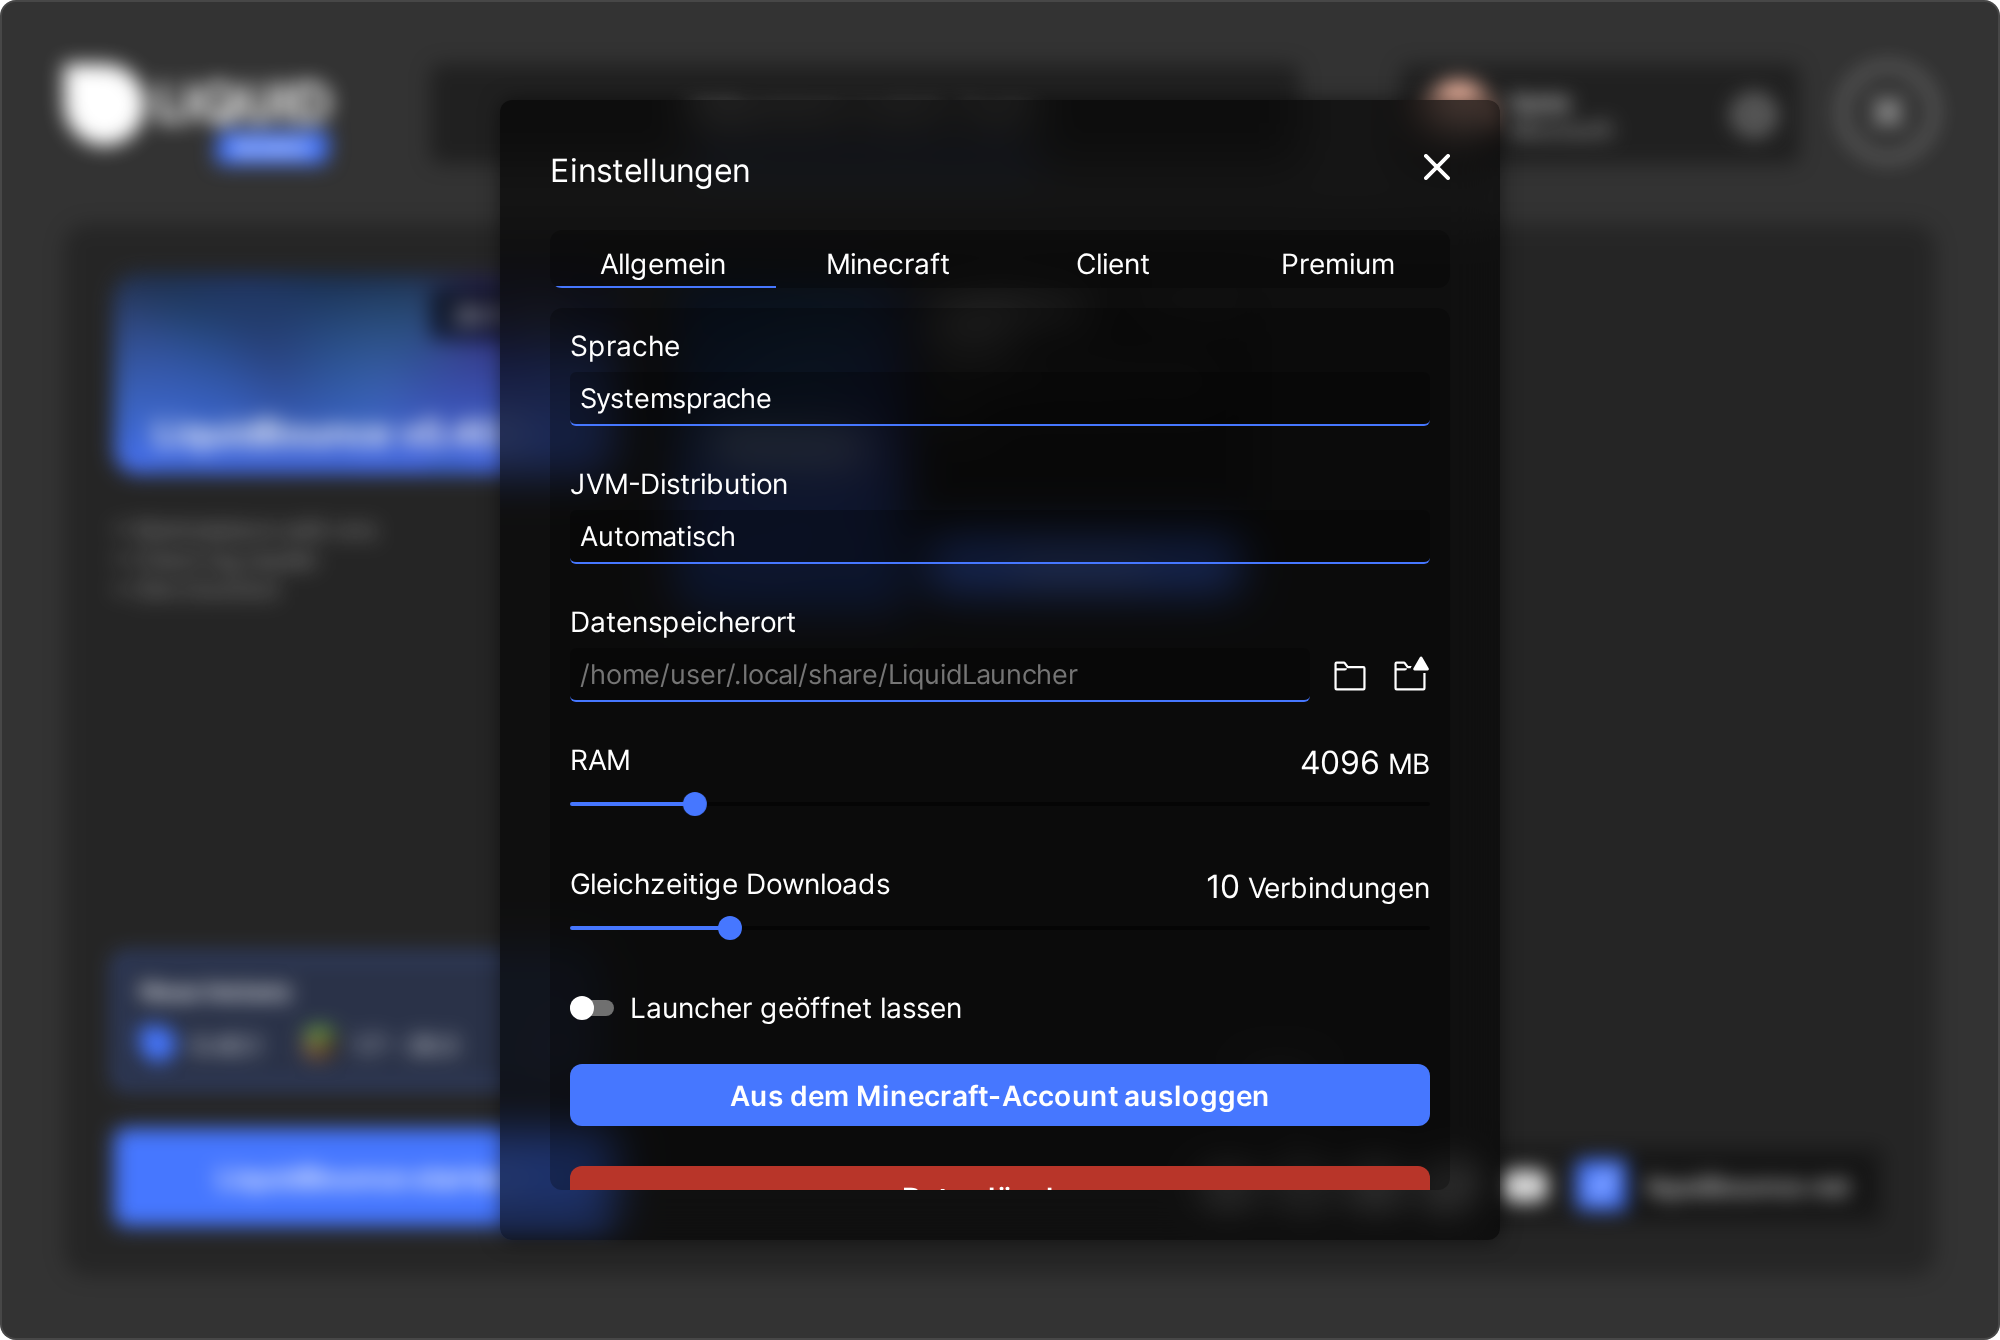 LIQUID
Einstellungen
Allgemein Minecraft Client Premium
Sprache
Systemsprache
JVM-Distribution
Automatisch
Datenspeicherort
/home/user/.local/share/LiquidLauncher
RAM 4096 MB
Gleichzeitige Downloads 10 Verbindungen
Launcher geöffnet lassen
Aus dem Minecraft-Account ausloggen